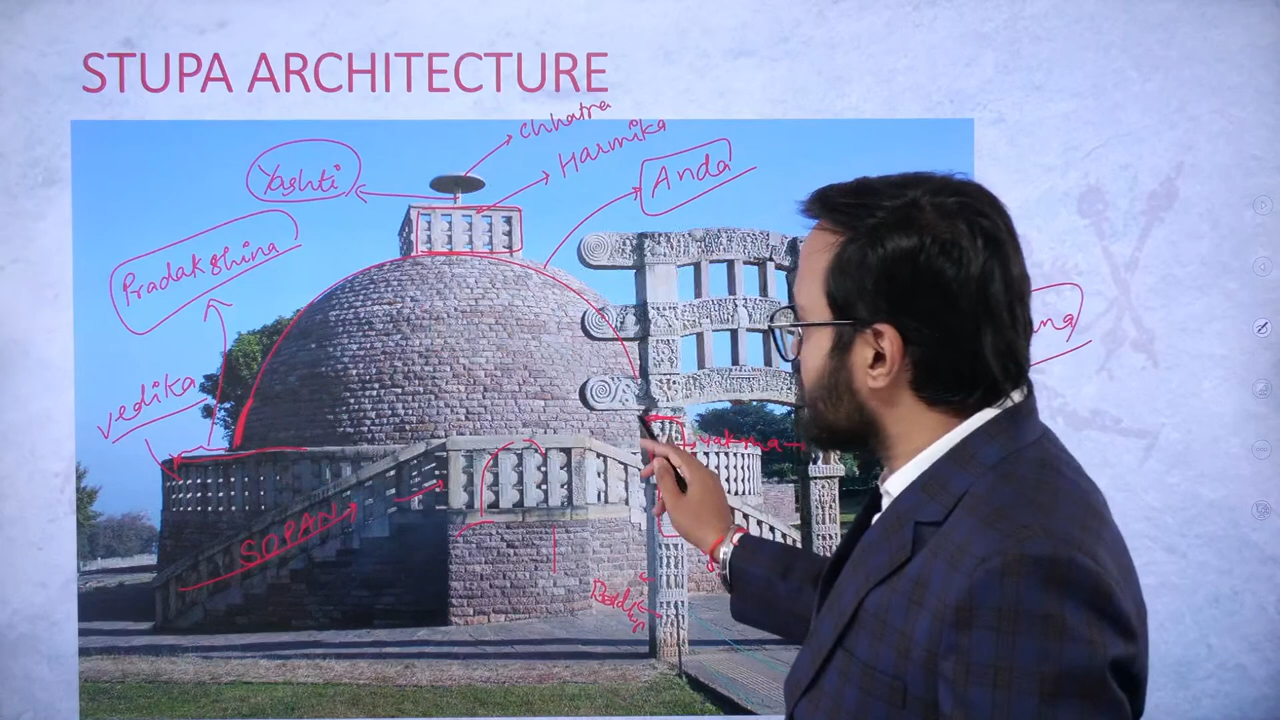 STUPA ARCHITECTURE
chhatra
Harmika
Yashti
Anda
Pradakshina
vedika
SOPAN